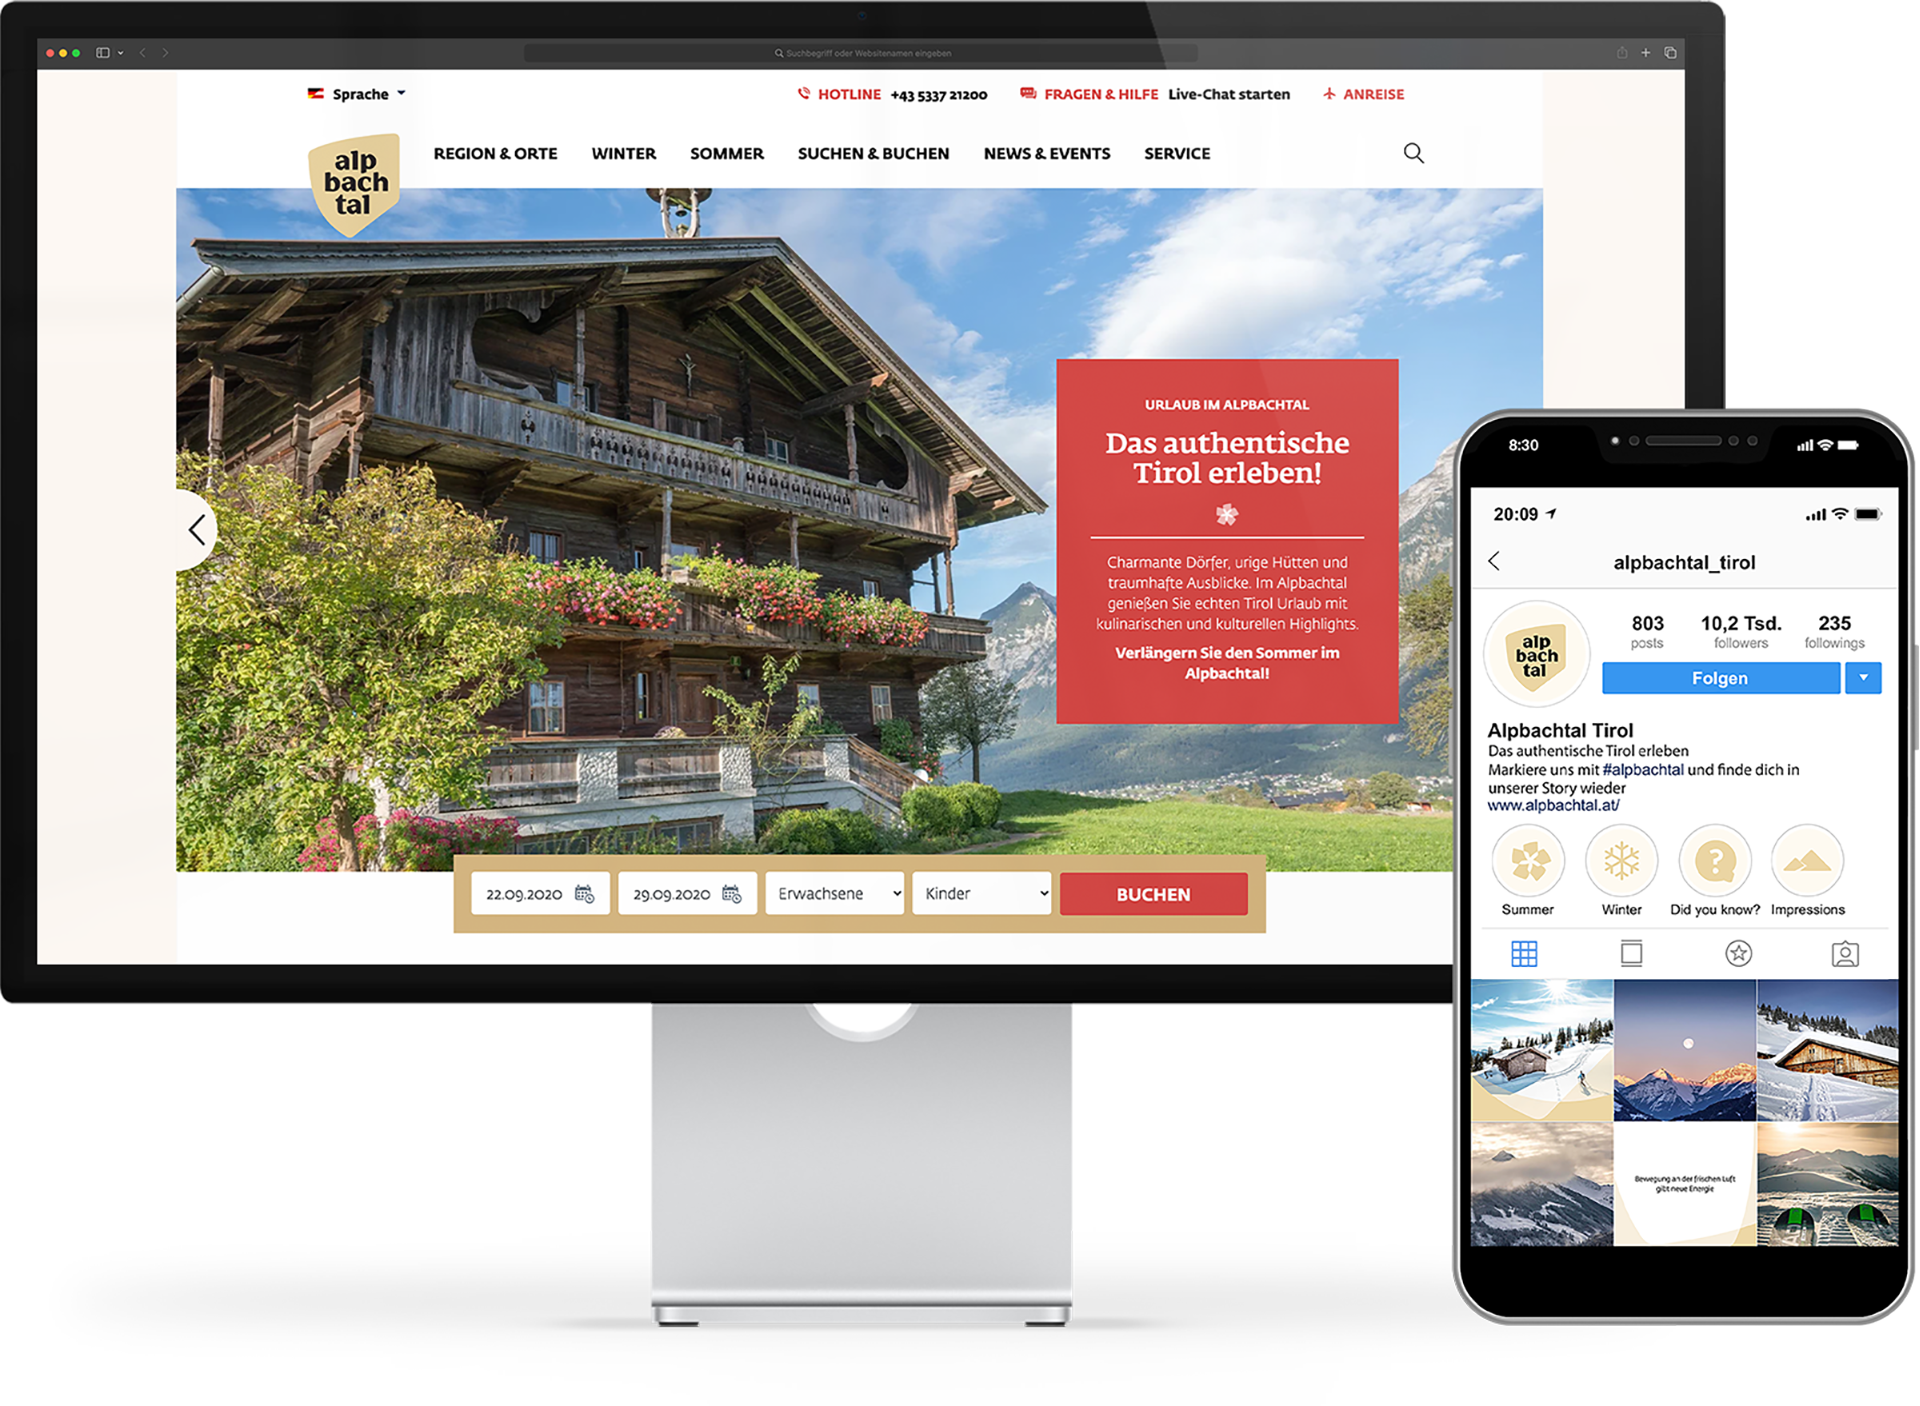 Suchbegriff oder Websitenamen eingeben
Sprache
HOTLINE +43 5337 21200
FRAGEN & HILFE Live-Chat starten
ANREISE
alp
bach
tal
REGION & ORTE
WINTER
SOMMER
SUCHEN & BUCHEN
NEWS & EVENTS
SERVICE
URLAUB IM ALPBACHTAL
Das authentische
Tirol erleben!
Charmante Dörfer, urige Hütten und
traumhafte Ausblicke. Im Alpbachtal
genießen Sie echten Tirol Urlaub mit
kulinarischen und kulturellen Highlights.
Verlängern Sie den Sommer im
Alpbachtal!
22.09.2020
29.09.2020
Erwachsene
Kinder
BUCHEN
8:30
20:09
alpbachtal_tirol
alp
bach
tal
803 10,2 Tsd. 235
posts followers followings
Folgen
Alpbachtal Tirol
Das authentische Tirol erleben
Markiere uns mit #alpbachtal und finde dich in
unserer Story wieder
www.alpbachtal.at/
Summer Winter Did you know? Impressions
Bewegung an der frischen Luft
gibt neue Energie